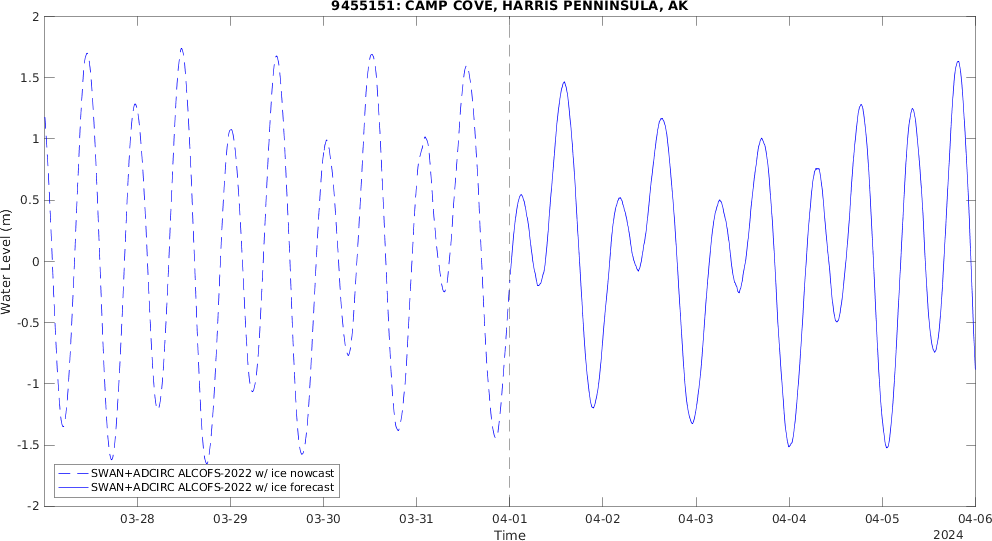 9455151: CAMP COVE, HARRIS PENNINSULA, AK
2
1.5
1
0.5
0
-0.5
-1
-1.5
-2
Water Level (m)
SWAN+ADCIRC ALCOFS-2022 w/ ice nowcast
SWAN+ADCIRC ALCOFS-2022 w/ ice forecast
03-28 03-29 03-30 03-31 04-01 04-02 04-03 04-04 04-05 04-06
Time
2024